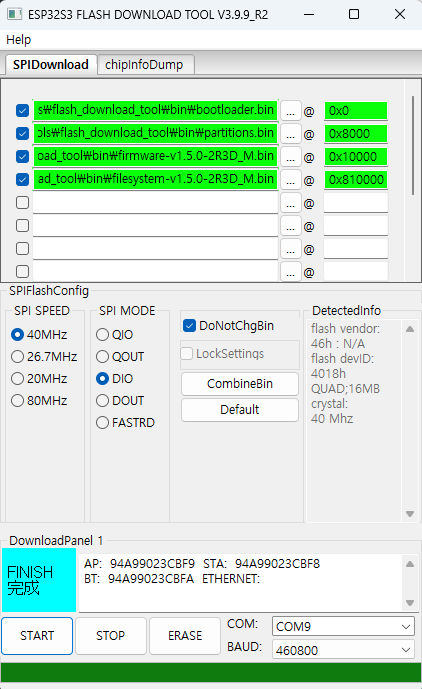 ESP32S3 FLASH DOWNLOAD TOOL V3.9.9_R2
Help
SPIDownload chipInfoDump
s₩flash_download_tool₩bin₩bootloader.bin ... @ 0x0
ols₩flash_download_tool₩bin₩partitions.bin ... @ 0x8000
oad_tool₩bin₩firmware-v1.5.0-2R3D_M.bin ... @ 0x10000
ad_tool₩bin₩filesystem-v1.5.0-2R3D_M.bin ... @ 0x810000
... @
... @
... @
... @
SPIFlashConfig
SPI SPEED
40MHz
26.7MHz
20MHz
80MHz
SPI MODE
QIO
QOUT
DIO
DOUT
FASTRD
DoNotChgBin
LockSettings
CombineBin
Default
DetectedInfo
flash vendor:
46h : N/A
flash devID:
4018h
QUAD;16MB
crystal:
40 Mhz
DownloadPanel 1
FINISH
完成
AP: 94A99023CBF9 STA: 94A99023CBF8
BT: 94A99023CBFA ETHERNET:
START STOP ERASE
COM: COM9
BAUD: 460800